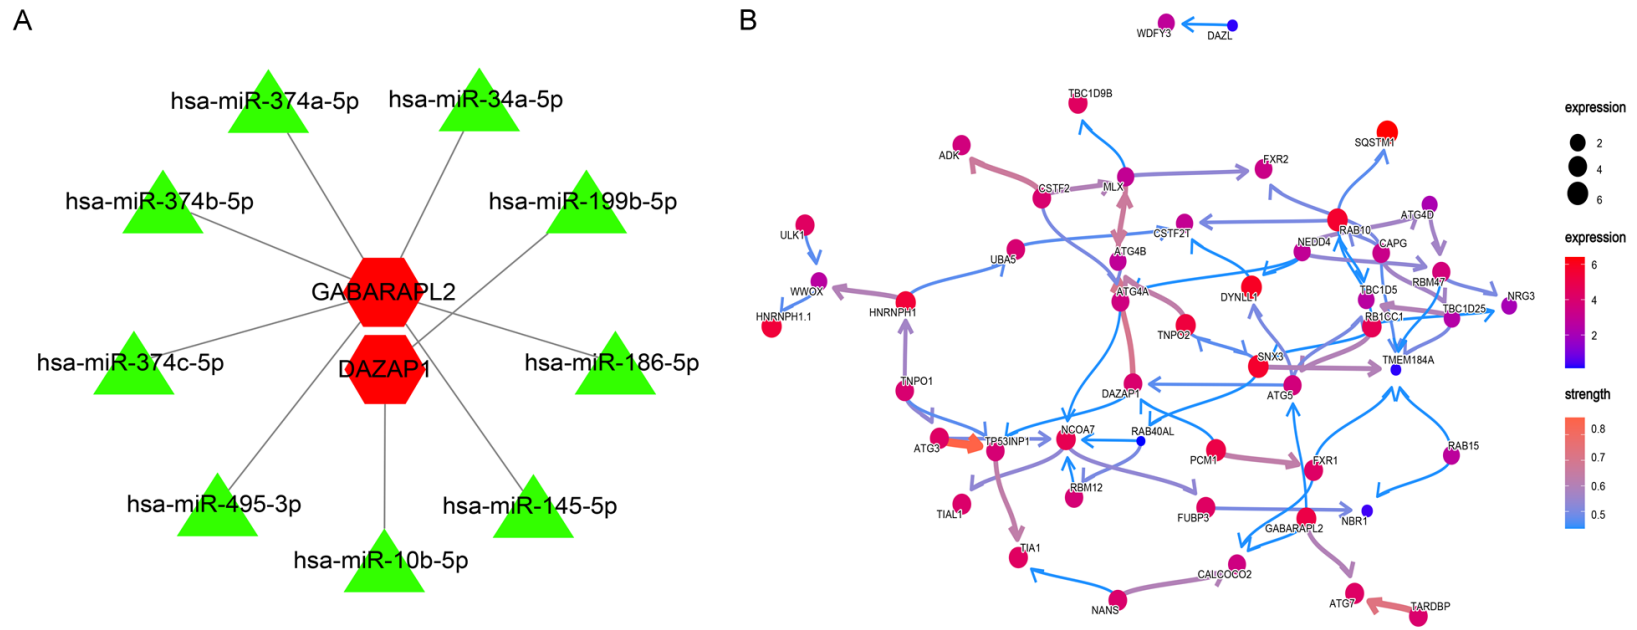 A
hsa-miR-374a-5p
hsa-miR-34a-5p
hsa-miR-374b-5p
hsa-miR-199b-5p
GABARAPL2
hsa-miR-374c-5p
DAZAP1
hsa-miR-186-5p
hsa-miR-495-3p
hsa-miR-145-5p
hsa-miR-10b-5p
B
WDFY3
DAZL
TBC1D9B
SQSTM1
ADK
FXR2
CSTF2
MLX
ATG4D
ULK1
CSTF2T
RAB10
NEDD4
CAPG
UBA5
ATG4B
RBM47
WWOX
ATG4A
DYNLL1
TBC1D5
NRG3
HNRNPH1.1
HNRNPH1
TNPO2
RB1CC1
TBC1D25
SNX3
TMEM184A
TNPO1
DAZAP1
ATG5
ATG3
TP53INP1
NCOA7
RAB40AL
PCM1
FXR1
RAB15
TIAL1
RBM12
FUBP3
GABARAPL2
NBR1
TIA1
CALCOCO2
NANS
ATG7
TARDBP
expression
2
4
6
expression
6
4
2
strength
0.8
0.7
0.6
0.5